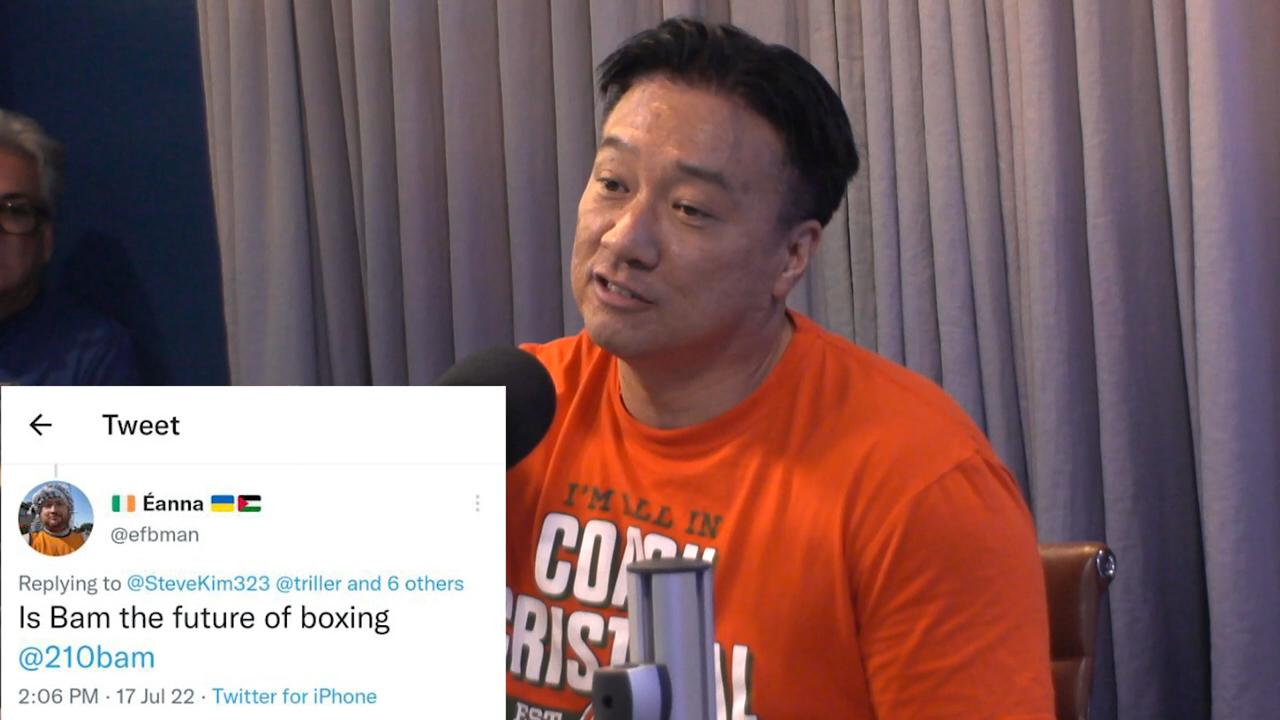 Tweet
Éanna
@efbman
Replying to @SteveKim323 @triller and 6 others
Is Bam the future of boxing
@210bam
2:06 PM · 17 Jul 22 · Twitter for iPhone
I'M ALL IN
EST